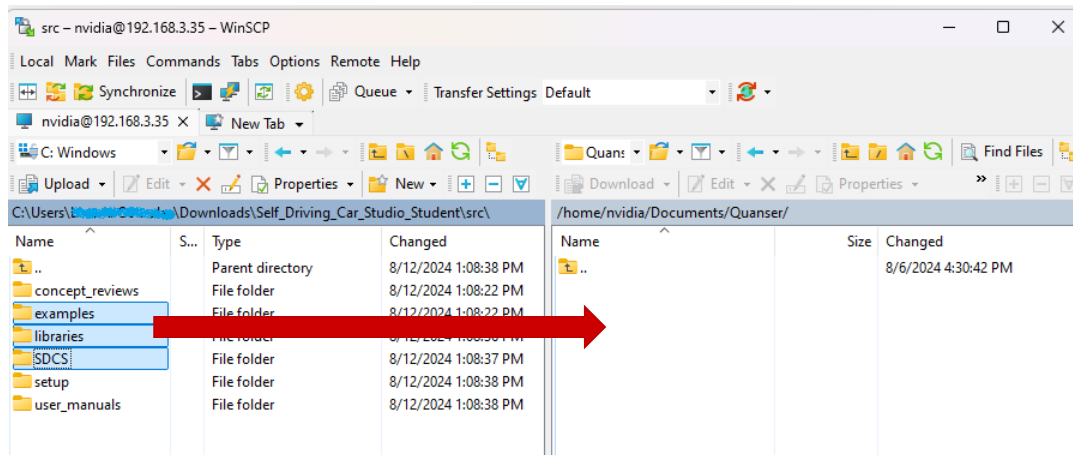 src – nvidia@192.168.3.35 – WinSCP
Local Mark Files Commands Tabs Options Remote Help
Synchronize Queue Transfer Settings Default
nvidia@192.168.3.35 New Tab
C: Windows Quans Find Files
Upload Edit Properties New Download Edit Properties »
C:\Users\ \Downloads\Self_Driving_Car_Studio_Student\src\ /home/nvidia/Documents/Quanser/
Name S... Type Changed Name Size Changed
.. Parent directory 8/12/2024 1:08:38 PM .. 8/6/2024 4:30:42 PM
concept_reviews File folder 8/12/2024 1:08:22 PM
examples File folder 8/12/2024 1:08:22 PM
libraries File folder 8/12/2024
SDCS File folder 8/12/2024 1:08:37 PM
setup File folder 8/12/2024 1:08:38 PM
user_manuals File folder 8/12/2024 1:08:38 PM